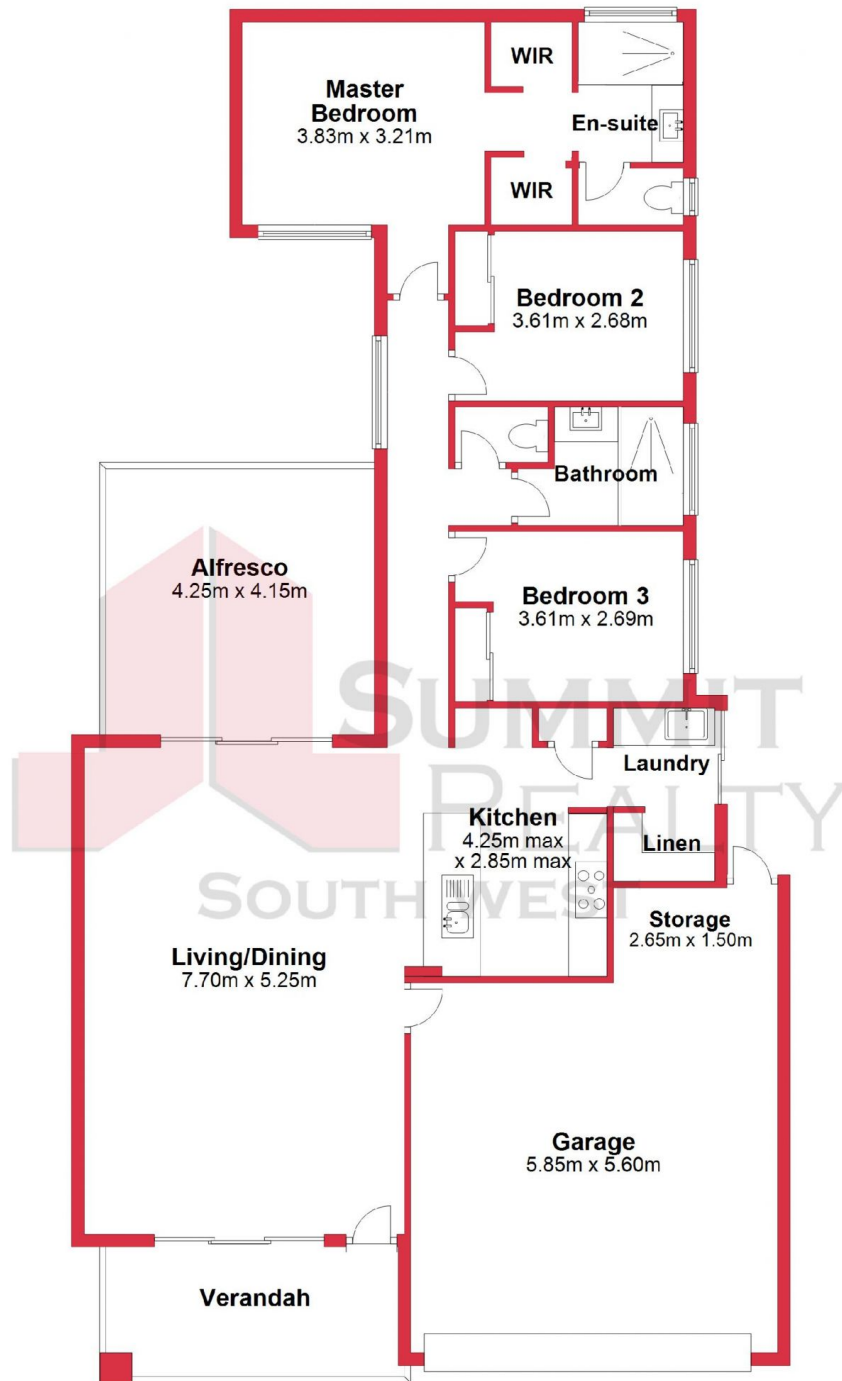 WIR
Master
Bedroom
3.83m x 3.21m
En-suite
WIR
Bedroom 2
3.61m x 2.68m
Bathroom
Alfresco
4.25m x 4.15m
Bedroom 3
3.61m x 2.69m
SUMMIT
REALTY
SOUTH WEST
Laundry
Kitchen
4.25m max
x 2.85m max
Linen
Storage
2.65m x 1.50m
Living/Dining
7.70m x 5.25m
Garage
5.85m x 5.60m
Verandah